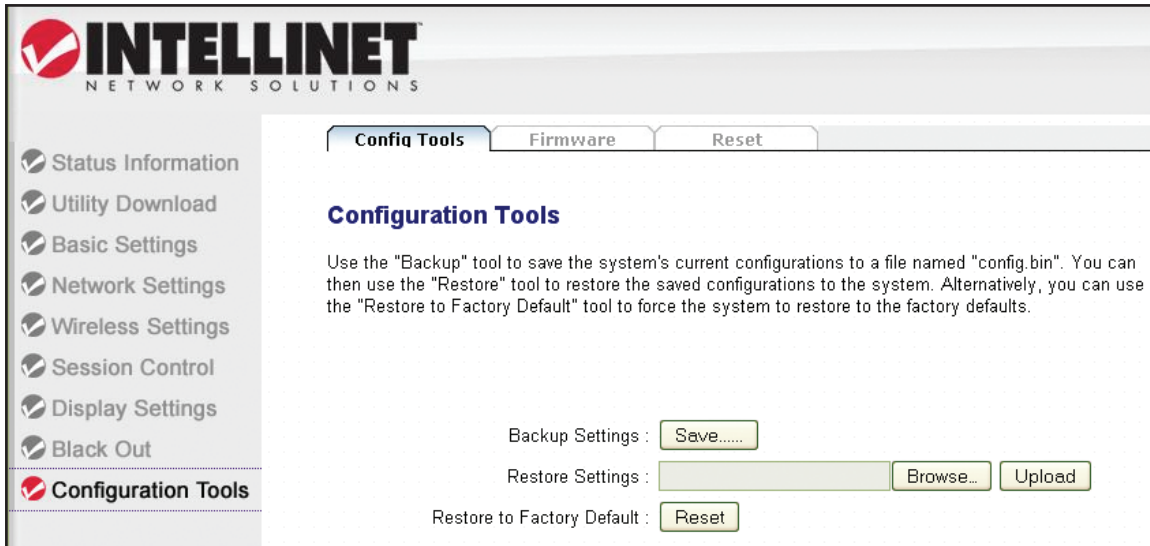 INTELLINET
NETWORK SOLUTIONS
Config Tools Firmware Reset
Status Information
Utility Download
Basic Settings
Network Settings
Wireless Settings
Session Control
Display Settings
Black Out
Configuration Tools
Configuration Tools
Use the "Backup" tool to save the system's current configurations to a file named "config.bin". You can
then use the "Restore" tool to restore the saved configurations to the system. Alternatively, you can use
the "Restore to Factory Default" tool to force the system to restore to the factory defaults.
Backup Settings : Save......
Restore Settings : Browse... Upload
Restore to Factory Default : Reset